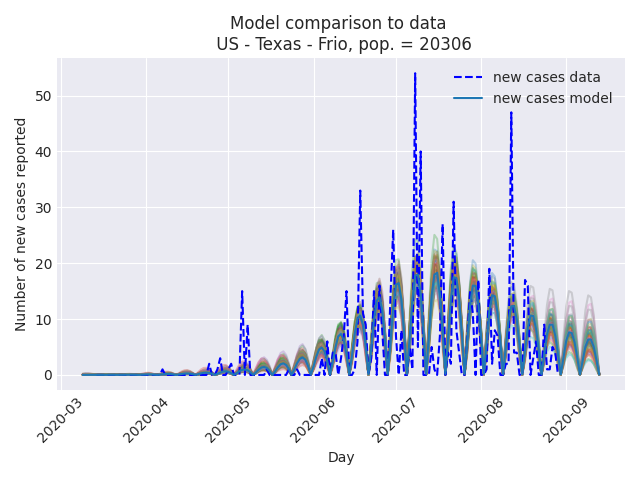 Model comparison to data
US - Texas - Frio, pop. = 20306
new cases data
new cases model
Number of new cases reported
50
40
30
20
10
0
2020-03
2020-04
2020-05
2020-06
2020-07
2020-08
2020-09
Day